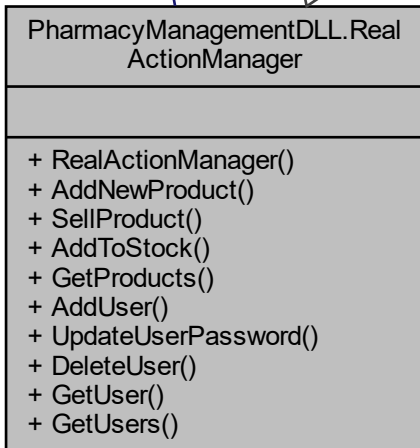 PharmacyManagementDLL.Real
ActionManager
+ RealActionManager()
+ AddNewProduct()
+ SellProduct()
+ AddToStock()
+ GetProducts()
+ AddUser()
+ UpdateUserPassword()
+ DeleteUser()
+ GetUser()
+ GetUsers()